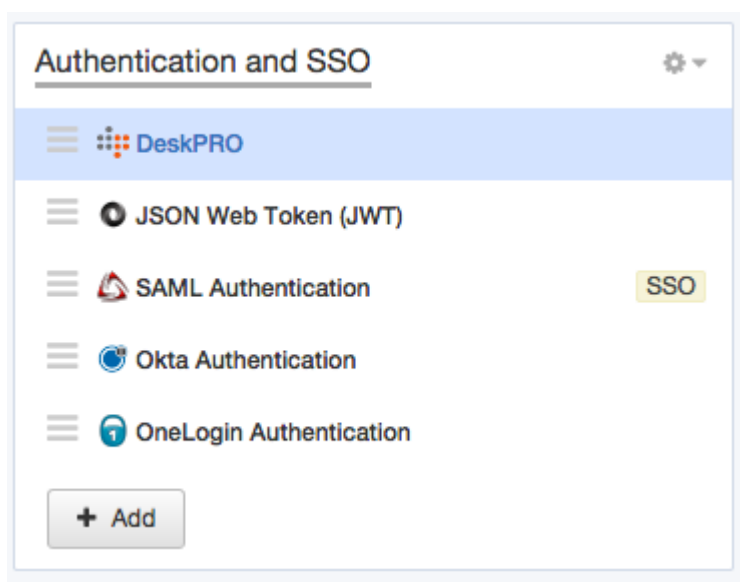 Authentication and SSO
DeskPRO
JSON Web Token (JWT)
SAML Authentication SSO
Okta Authentication
OneLogin Authentication
+ Add